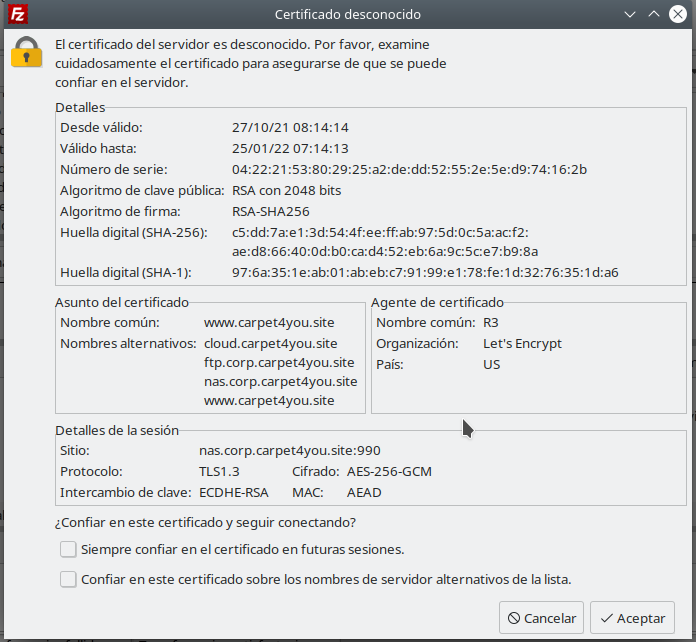 Certificado desconocido
El certificado del servidor es desconocido. Por favor, examine
cuidadosamente el certificado para asegurarse de que se puede
confiar en el servidor.
Detalles
Desde válido: 27/10/21 08:14:14
Válido hasta: 25/01/22 07:14:13
Número de serie: 04:22:21:53:80:29:25:a2:de:dd:52:55:2e:5e:d9:74:16:2b
Algoritmo de clave pública: RSA con 2048 bits
Algoritmo de firma: RSA-SHA256
Huella digital (SHA-256): c5:dd:7a:e1:3d:54:4f:ee:ff:ab:97:5d:0c:5a:ac:f2:
ae:d8:66:40:0d:b0:ca:d4:52:eb:6a:9c:5c:e7:b9:8a
Huella digital (SHA-1): 97:6a:35:1e:ab:01:ab:eb:c7:91:99:e1:78:fe:1d:32:76:35:1d:a6
Asunto del certificado
Nombre común: www.carpet4you.site
Nombres alternativos: cloud.carpet4you.site
ftp.corp.carpet4you.site
nas.corp.carpet4you.site
www.carpet4you.site
Agente de certificado
Nombre común: R3
Organización: Let's Encrypt
País: US
Detalles de la sesión
Sitio: nas.corp.carpet4you.site:990
Protocolo: TLS1.3 Cifrado: AES-256-GCM
Intercambio de clave: ECDHE-RSA MAC: AEAD
¿Confiar en este certificado y seguir conectando?
Siempre confiar en el certificado en futuras sesiones.
Confiar en este certificado sobre los nombres de servidor alternativos de la lista.
Cancelar
Aceptar